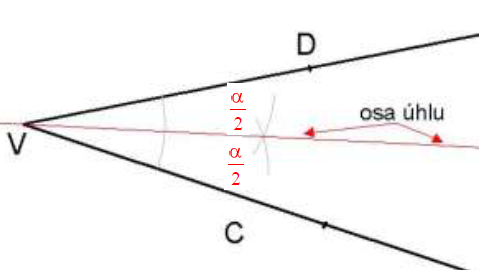 D
α/2
osa úhlu
V
α/2
C